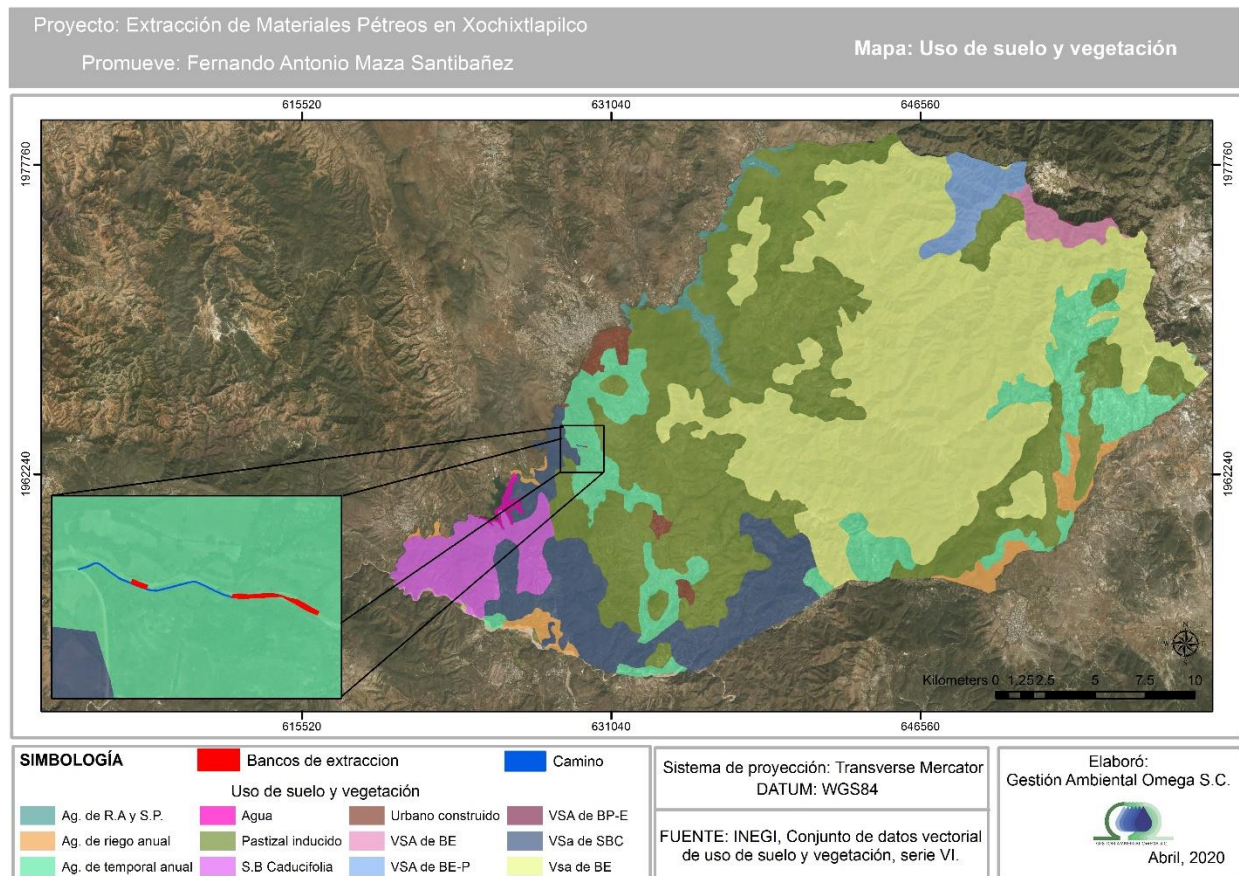 Proyecto: Extracción de Materiales Pétreos en Xochixtlapilco
Promueve: Fernando Antonio Maza Santibañez
Mapa: Uso de suelo y vegetación
615520 631040 646560
1977760 1977760
1962240 1962240
N
Kilometers 0 1.25 2.5 5 7.5 10
615520 631040 646560
SIMBOLOGÍA
Bancos de extraccion
Camino
Uso de suelo y vegetación
Ag. de R.A y S.P.
Agua
Urbano construido
VSA de BP-E
Ag. de riego anual
Pastizal inducido
VSA de BE
VSa de SBC
Ag. de temporal anual
S.B Caducifolia
VSA de BE-P
Vsa de BE
Sistema de proyección: Transverse Mercator
DATUM: WGS84
FUENTE: INEGI, Conjunto de datos vectorial
de uso de suelo y vegetación, serie VI.
Elaboró:
Gestión Ambiental Omega S.C.
GESTIÓN AMBIENTAL OMEGA S.C.
Abril, 2020